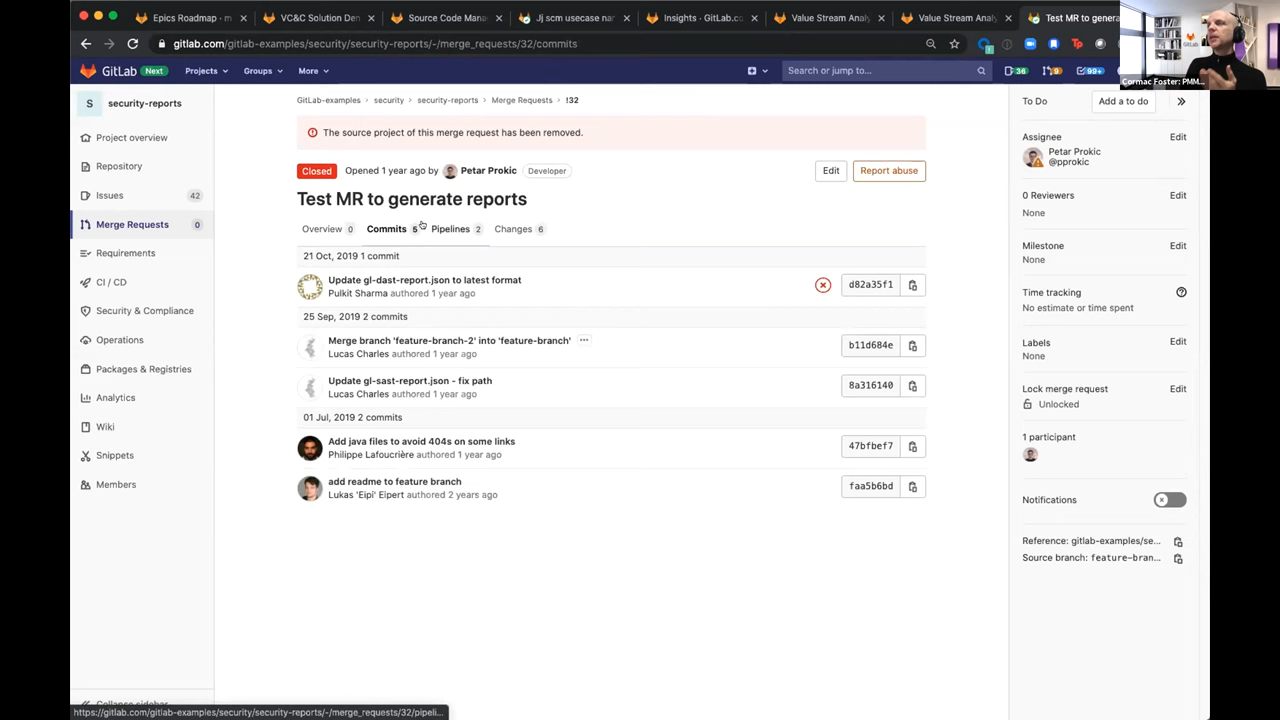 Epics Roadmap · m
VC&C Solution Den
Source Code Mana
Jj scm usecase nar
Insights · GitLab.co
Value Stream Analy
Value Stream Analy
Test MR to genera
gitlab.com/gitlab-examples/security/security-reports/-/merge_requests/32/commits
Cormac Foster: PMM...
GitLab Next Projects Groups More Search or jump to... 36 9 99+
S security-reports
Project overview
Repository
Issues 42
Merge Requests 0
Requirements
CI / CD
Security & Compliance
Operations
Packages & Registries
Analytics
Wiki
Snippets
Members
Collapse sidebar
GitLab-examples > security > security-reports > Merge Requests > !32
The source project of this merge request has been removed.
Closed Opened 1 year ago by Petar Prokic Developer Edit Report abuse
Test MR to generate reports
Overview 0 Commits 5 Pipelines 2 Changes 6
21 Oct, 2019 1 commit
Update gl-dast-report.json to latest format
Pulkit Sharma authored 1 year ago
d82a35f1
25 Sep, 2019 2 commits
Merge branch 'feature-branch-2' into 'feature-branch' ...
Lucas Charles authored 1 year ago
b11d684e
Update gl-sast-report.json - fix path
Lucas Charles authored 1 year ago
8a316140
01 Jul, 2019 2 commits
Add java files to avoid 404s on some links
Philippe Lafoucrière authored 1 year ago
47bfbef7
add readme to feature branch
Lukas 'Eipi' Eipert authored 2 years ago
faa5b6bd
To Do Add a to do
Assignee Edit
Petar Prokic
@pprokic
0 Reviewers Edit
None
Milestone Edit
None
Time tracking
No estimate or time spent
Labels Edit
None
Lock merge request Edit
Unlocked
1 participant
Notifications
Reference: gitlab-examples/se...
Source branch: feature-bran...
https://gitlab.com/gitlab-examples/security/security-reports/-/merge_requests/32/pipeli...